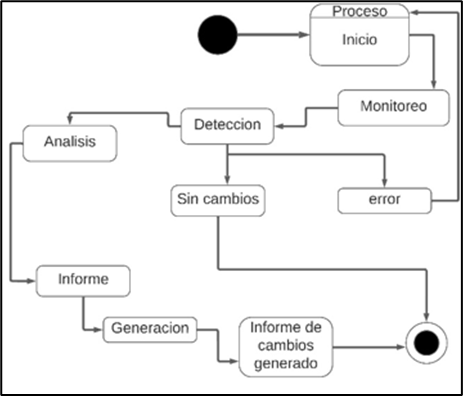 Proceso
Inicio
Monitoreo
Deteccion
Analisis
Sin cambios
error
Informe
Generacion
Informe de
cambios
generado